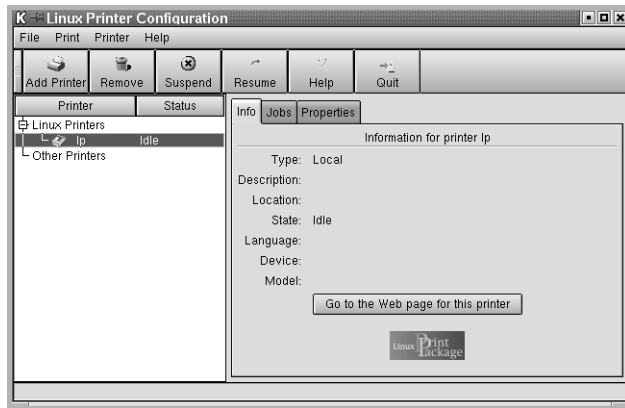 K Linux Printer Configuration
File Print Printer Help
Add Printer Remove Suspend Resume Help Quit
Printer Status
Linux Printers
lp Idle
Other Printers
Info Jobs Properties
Information for printer lp
Type: Local
Description:
Location:
State: Idle
Language:
Device:
Model:
Go to the Web page for this printer
Linux Print Package